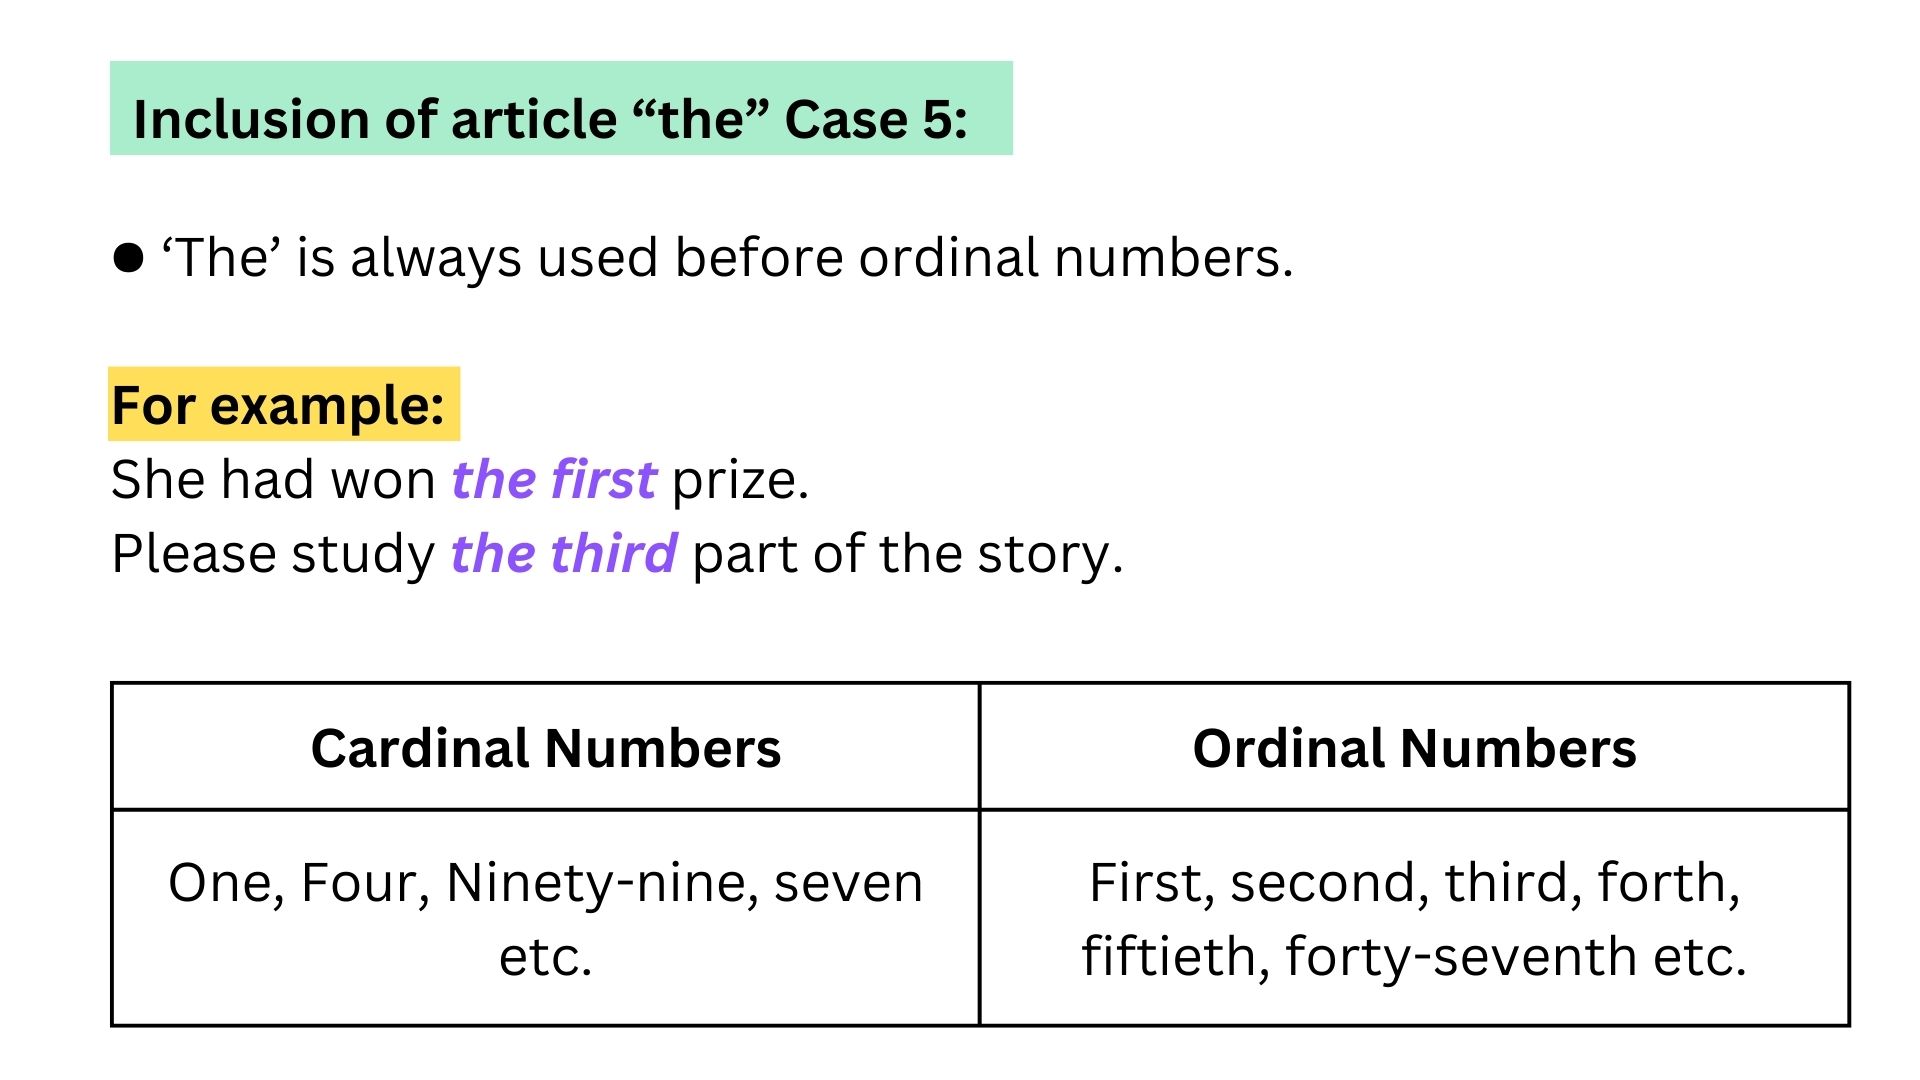 Inclusion of article “the” Case 5:
● ‘The’ is always used before ordinal numbers.
For example:
She had won the first prize.
Please study the third part of the story.
Cardinal Numbers
Ordinal Numbers
One, Four, Ninety-nine, seven
etc.
First, second, third, forth,
fiftieth, forty-seventh etc.